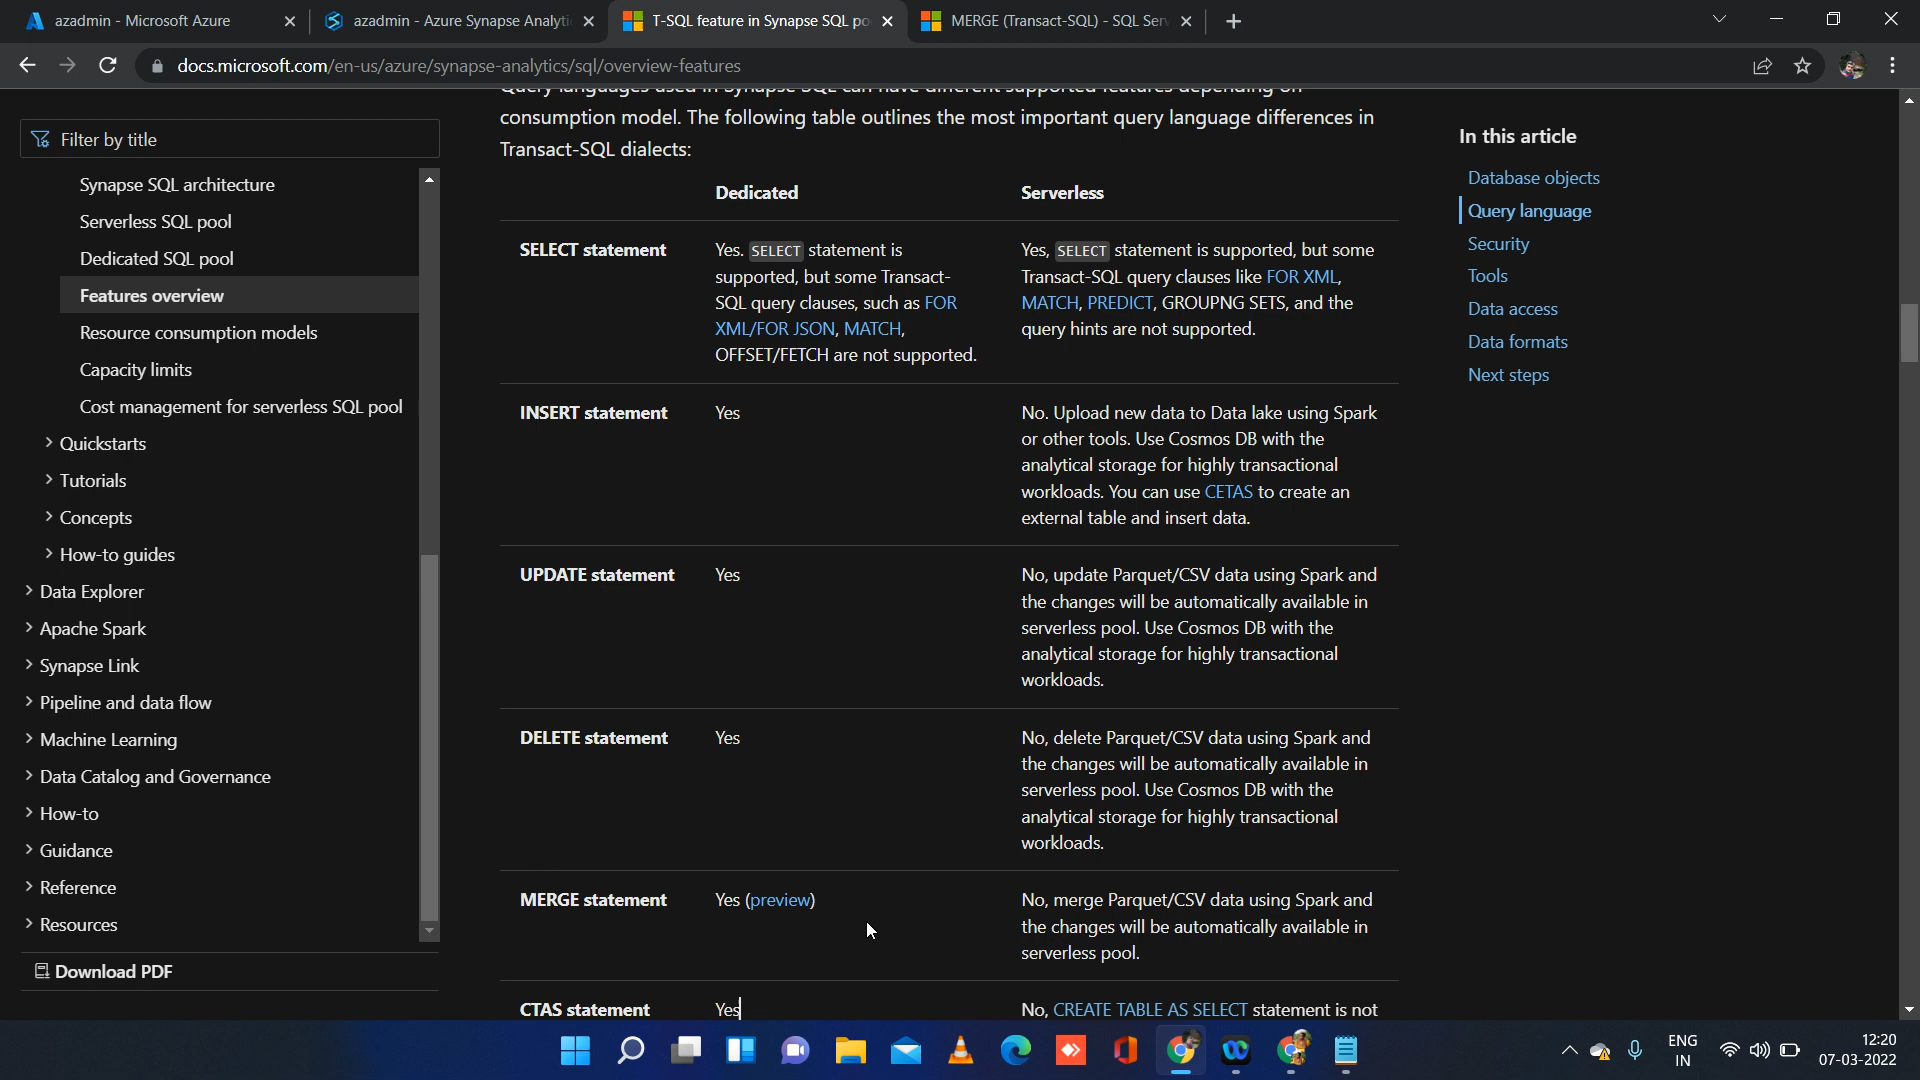 azadmin - Microsoft Azure
azadmin - Azure Synapse Analyti
T-SQL feature in Synapse SQL po
MERGE (Transact-SQL) - SQL Ser
docs.microsoft.com/en-us/azure/synapse-analytics/sql/overview-features
Filter by title
Synapse SQL architecture
Serverless SQL pool
Dedicated SQL pool
Features overview
Resource consumption models
Capacity limits
Cost management for serverless SQL pool
Quickstarts
Tutorials
Concepts
How-to guides
Data Explorer
Apache Spark
Synapse Link
Pipeline and data flow
Machine Learning
Data Catalog and Governance
How-to
Guidance
Reference
Resources
Download PDF
Query languages used in Synapse SQL can have different supported features depending on
consumption model. The following table outlines the most important query language differences in
Transact-SQL dialects:
Dedicated Serverless
SELECT statement
Yes. SELECT statement is
supported, but some Transact-
SQL query clauses, such as FOR
XML/FOR JSON, MATCH,
OFFSET/FETCH are not supported.
Yes, SELECT statement is supported, but some
Transact-SQL query clauses like FOR XML,
MATCH, PREDICT, GROUPNG SETS, and the
query hints are not supported.
INSERT statement
Yes
No. Upload new data to Data lake using Spark
or other tools. Use Cosmos DB with the
analytical storage for highly transactional
workloads. You can use CETAS to create an
external table and insert data.
UPDATE statement
Yes
No, update Parquet/CSV data using Spark and
the changes will be automatically available in
serverless pool. Use Cosmos DB with the
analytical storage for highly transactional
workloads.
DELETE statement
Yes
No, delete Parquet/CSV data using Spark and
the changes will be automatically available in
serverless pool. Use Cosmos DB with the
analytical storage for highly transactional
workloads.
MERGE statement
Yes (preview)
No, merge Parquet/CSV data using Spark and
the changes will be automatically available in
serverless pool.
CTAS statement
Yes
No, CREATE TABLE AS SELECT statement is not
In this article
Database objects
Query language
Security
Tools
Data access
Data formats
Next steps
ENG
IN
12:20
07-03-2022